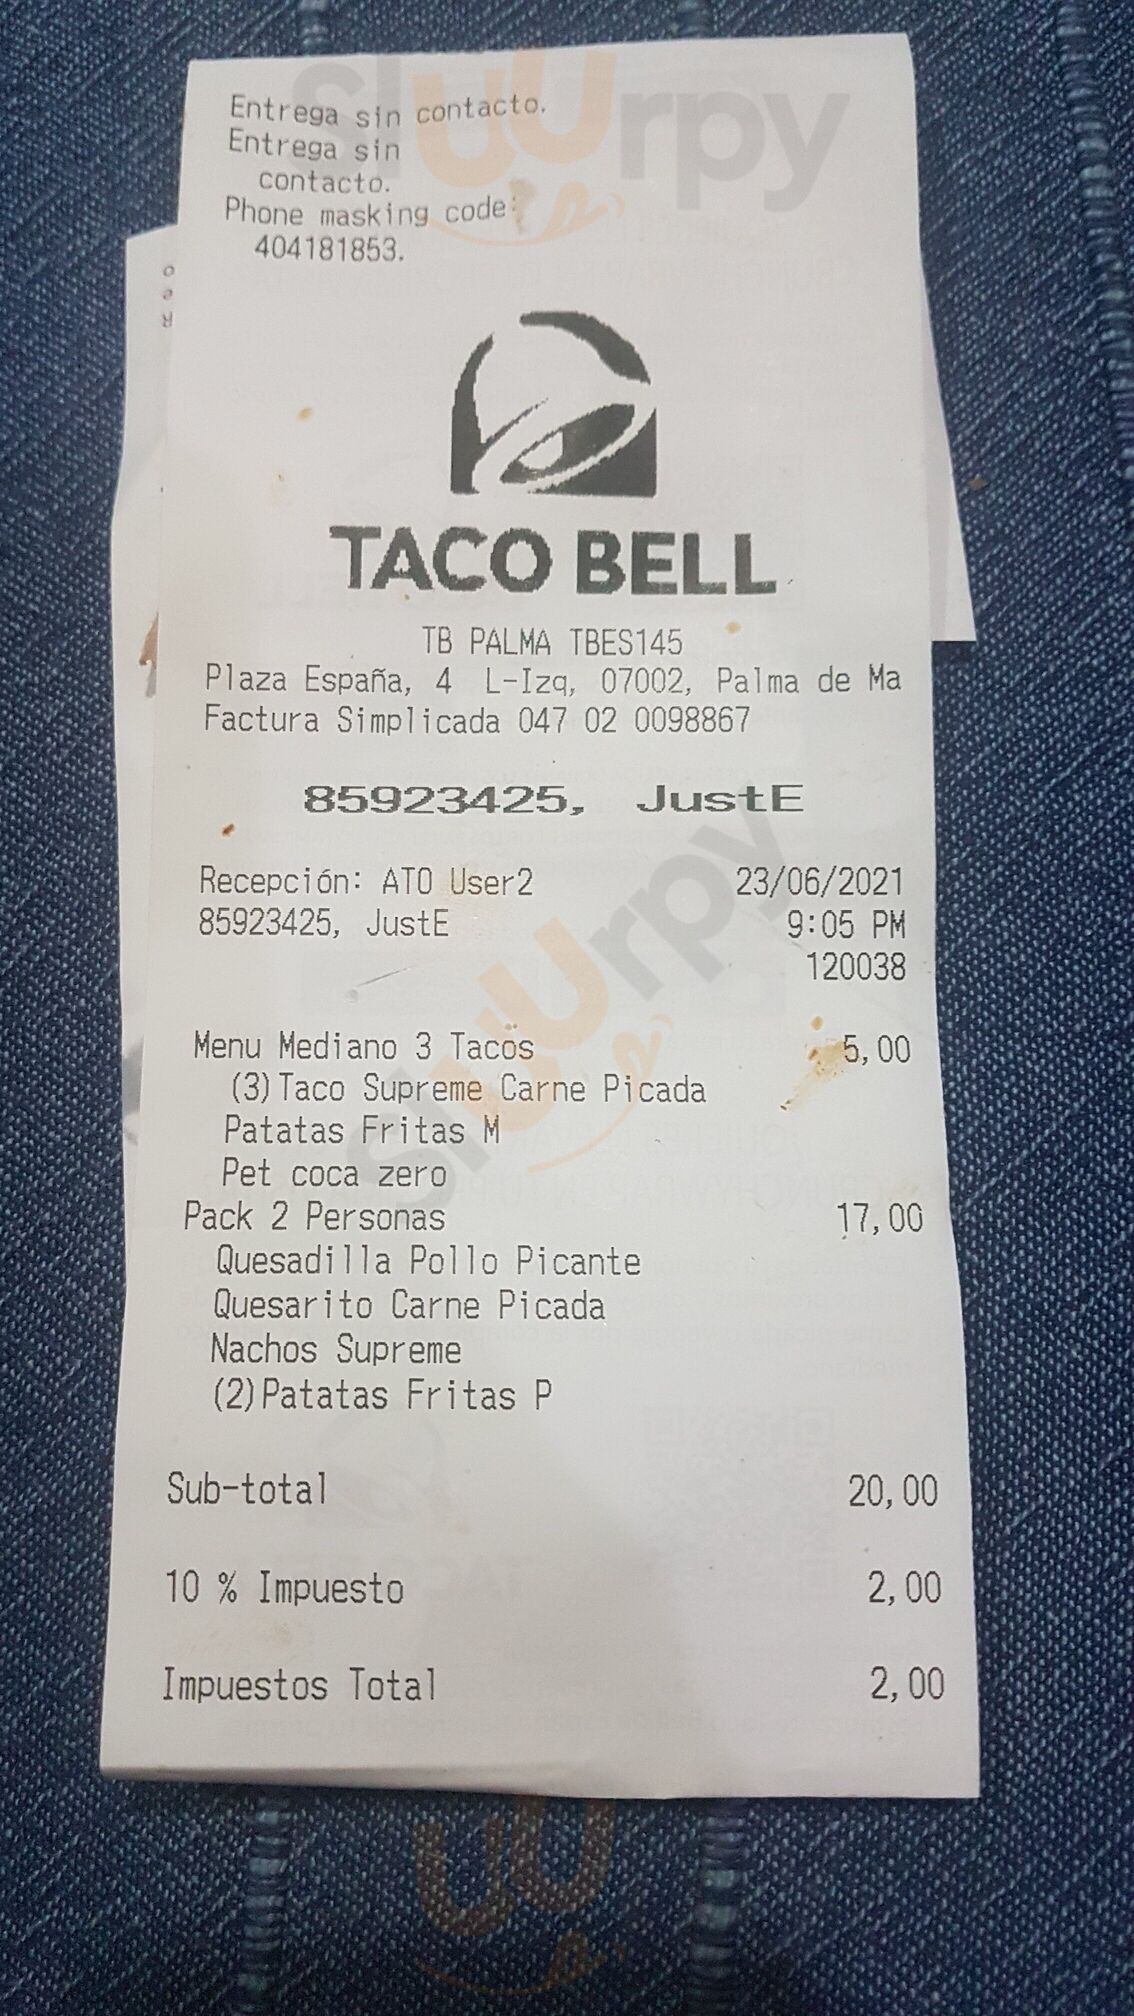 Entrega sin contacto.
Entrega sin
contacto.
Phone masking code:
404181853.
TACO BELL
TB PALMA TBES145
Plaza España, 4 L-Izq, 07002, Palma de Ma
Factura Simplicada 047 02 0098867
85923425, JustE
Recepción: ATO User2 23/06/2021
85923425, JustE 9:05 PM
120038
Menu Mediano 3 Tacos 5,00
(3)Taco Supreme Carne Picada
Patatas Fritas M
Pet coca zero
Pack 2 Personas 17,00
Quesadilla Pollo Picante
Quesarito Carne Picada
Nachos Supreme
(2)Patatas Fritas P
Sub-total 20,00
10 % Impuesto 2,00
Impuestos Total 2,00
sluurpy
sluurpy